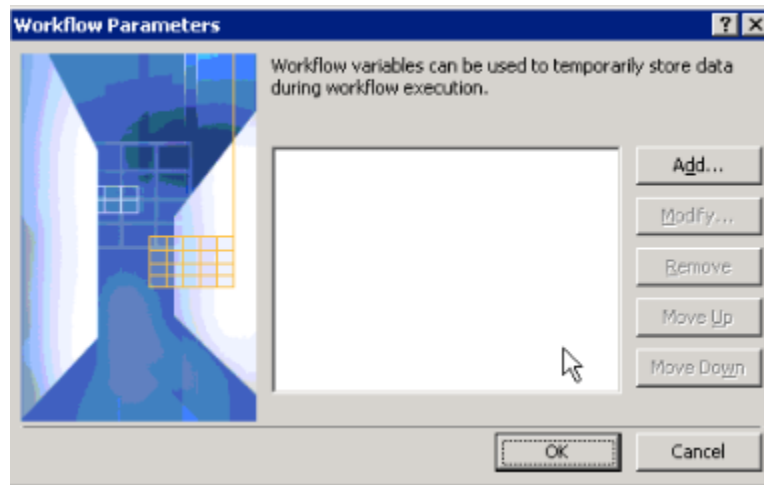 Workflow Parameters
Workflow variables can be used to temporarily store data
during workflow execution.
Add...
Modify...
Remove
Move Up
Move Down
OK
Cancel